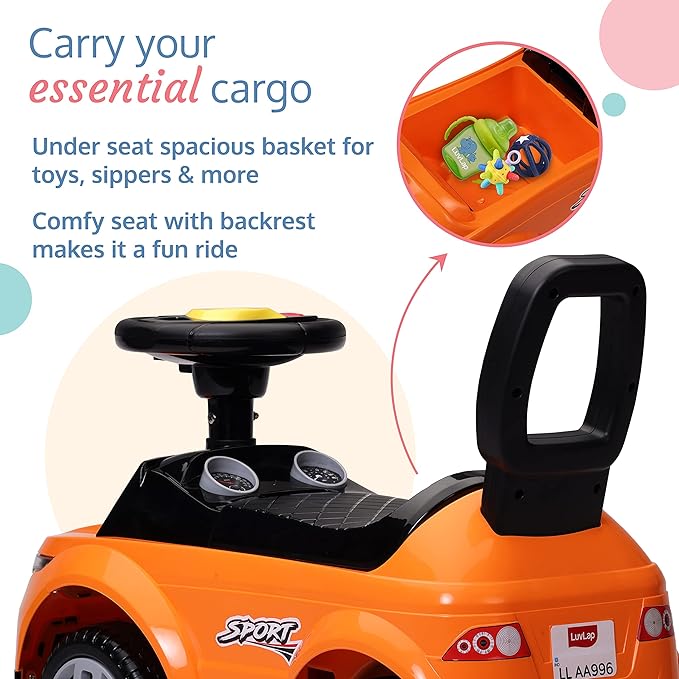 Carry your
essential cargo
Under seat spacious basket for
toys, sippers & more
Comfy seat with backrest
makes it a fun ride
LuvLap
SPORT
LuvLap
LL AA996